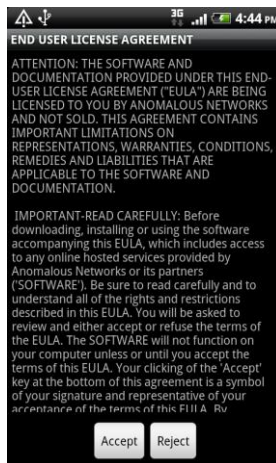 3G 4:44 PM
END USER LICENSE AGREEMENT
ATTENTION: THE SOFTWARE AND
DOCUMENTATION PROVIDED UNDER THIS END-
USER LICENSE AGREEMENT ("EULA") ARE BEING
LICENSED TO YOU BY ANOMALOUS NETWORKS
AND NOT SOLD. THIS AGREEMENT CONTAINS
IMPORTANT LIMITATIONS ON
REPRESENTATIONS, WARRANTIES, CONDITIONS,
REMEDIES AND LIABILITIES THAT ARE
APPLICABLE TO THE SOFTWARE AND
DOCUMENTATION.
IMPORTANT-READ CAREFULLY: Before
downloading, installing or using the software
accompanying this EULA, which includes access
to any online hosted services provided by
Anomalous Networks or its partners
('SOFTWARE'). Be sure to read carefully and to
understand all of the rights and restrictions
described in this EULA. You will be asked to
review and either accept or refuse the terms of
the EULA. The SOFTWARE will not function on
your computer unless or until you accept the
terms of this EULA. Your clicking of the 'Accept'
key at the bottom of this agreement is a symbol
of your signature and representative of your
acceptance of the terms of this EULA. By
Accept Reject